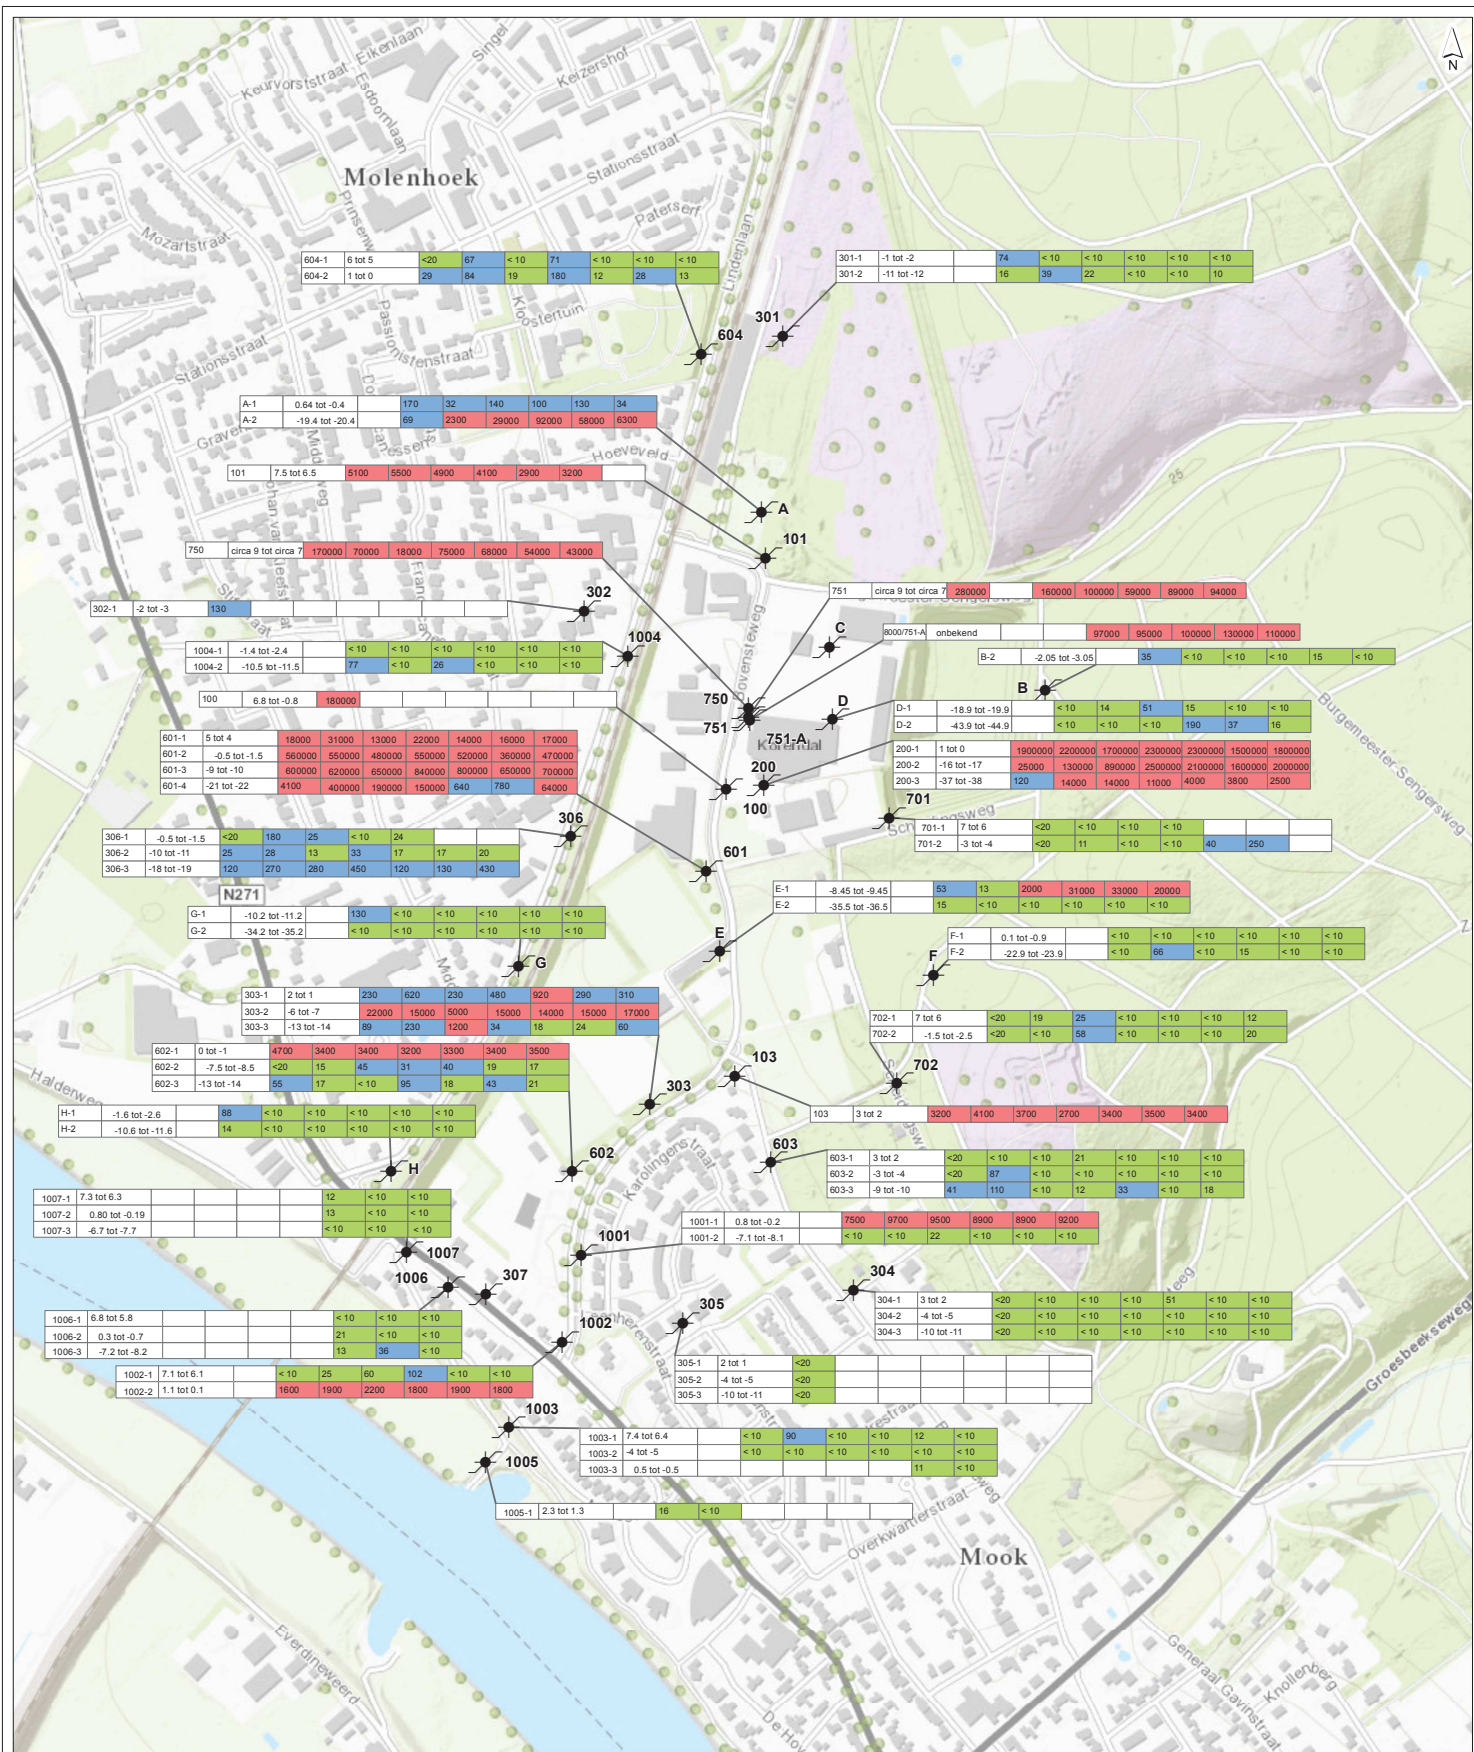 N
Keurvorststraat
Eikenlaan
Singel
Keizershof
Esdoornlaan
Molenhoek
Stationsstraat
Paterserf
Mozartstraat
Lindenlaan
604-1 6 tot 5 <20 67 < 10 71 < 10 < 10 < 10
604-2 1 tot 0 29 84 19 180 12 28 13
301-1 -1 tot -2 74 < 10 < 10 < 10 < 10 < 10
301-2 -11 tot -12 16 39 22 < 10 < 10 10
Kloostertuin
Passionistenstraat
Stationsstraat
301
604
A-1 0.64 tot -0.4 170 32 140 100 130 34
A-2 -19.4 tot -20.4 69 2300 29000 92000 58000 6300
Hoeveveld
101 7.5 tot 6.5 5100 5500 4900 4100 2900 3200
25
A
101
750 circa 9 tot circa 7 170000 70000 18000 75000 68000 54000 43000
751 circa 9 tot circa 7 280000 160000 100000 59000 89000 94000
302-1 -2 tot -3 130
302
8000/751-A onbekend 97000 95000 100000 130000 110000
Bovensteweg
C
1004
1004-1 -1.4 tot -2.4 < 10 < 10 < 10 < 10 < 10 < 10
1004-2 -10.5 tot -11.5 77 < 10 26 < 10 < 10 < 10
B-2 -2.05 tot -3.05 35 < 10 < 10 < 10 15 < 10
B
100 6.8 tot -0.8 180000
750
751
751-A
D
D-1 -18.9 tot -19.9 < 10 14 51 15 < 10 < 10
D-2 -43.9 tot -44.9 < 10 < 10 < 10 190 37 16
Burgemeester-Sengersweg
Korendal
601-1 5 tot 4 18000 31000 13000 22000 14000 16000 17000
601-2 -0.5 tot -1.5 560000 550000 480000 550000 520000 360000 470000
601-3 -9 tot -10 600000 620000 650000 840000 800000 650000 700000
601-4 -21 tot -22 4100 400000 190000 150000 640 780 64000
200-1 1 tot 0 1900000 2200000 1700000 2300000 2300000 1500000 1800000
200-2 -16 tot -17 25000 130000 890000 2500000 2100000 1600000 2000000
200-3 -37 tot -38 120 14000 14000 11000 4000 3800 2500
200
100
701
306
701-1 7 tot 6 <20 < 10 < 10 < 10
701-2 -3 tot -4 <20 11 < 10 < 10 40 250
306-1 -0.5 tot -1.5 <20 180 25 < 10 24
306-2 -10 tot -11 25 28 13 33 17 17 20
306-3 -18 tot -19 120 270 280 450 120 130 430
601
N271
E-1 -8.45 tot -9.45 53 13 2000 31000 33000 20000
E-2 -35.5 tot -36.5 15 < 10 < 10 < 10 < 10 < 10
G-1 -10.2 tot -11.2 130 < 10 < 10 < 10 < 10 < 10
G-2 -34.2 tot -35.2 < 10 < 10 < 10 < 10 < 10 < 10
E
F-1 0.1 tot -0.9 < 10 < 10 < 10 < 10 < 10 < 10
F-2 -22.9 tot -23.9 < 10 66 < 10 15 < 10 < 10
G
F
303-1 2 tot 1 230 620 230 480 920 290 310
303-2 -6 tot -7 22000 15000 5000 15000 14000 15000 17000
303-3 -13 tot -14 89 230 1200 34 18 24 60
702-1 7 tot 6 <20 19 25 < 10 < 10 < 10 12
702-2 -1.5 tot -2.5 <20 < 10 58 < 10 < 10 < 10 20
602-1 0 tot -1 4700 3400 3400 3200 3300 3400 3500
602-2 -7.5 tot -8.5 <20 15 45 31 40 19 17
602-3 -13 tot -14 55 17 < 10 95 18 43 21
103
702
Halderweg
303
H-1 -1.6 tot -2.6 88 < 10 < 10 < 10 < 10 < 10
H-2 -10.6 tot -11.6 14 < 10 < 10 < 10 < 10 < 10
103 3 tot 2 3200 4100 3700 2700 3400 3500 3400
603
Karolingenstraat
603-1 3 tot 2 <20 < 10 < 10 21 < 10 < 10 < 10
603-2 -3 tot -4 <20 87 < 10 < 10 < 10 < 10 < 10
603-3 -9 tot -10 41 110 < 10 12 33 < 10 18
H
602
1007-1 7.3 tot 6.3 12 < 10 < 10
1007-2 0.80 tot -0.19 13 < 10 < 10
1007-3 -6.7 tot -7.7 < 10 < 10 < 10
1001-1 0.8 tot -0.2 7500 9700 9500 8900 8900 9200
1001-2 -7.1 tot -8.1 < 10 < 10 22 < 10 < 10 < 10
1001
1007
1006
307
304
304-1 3 tot 2 <20 < 10 < 10 < 10 51 < 10 < 10
304-2 -4 tot -5 <20 < 10 < 10 < 10 < 10 < 10 < 10
304-3 -10 tot -11 <20 < 10 < 10 < 10 < 10 < 10 < 10
305
1006-1 6.8 tot 5.8 < 10 < 10 < 10
1006-2 0.3 tot -0.7 21 < 10 < 10
1006-3 -7.2 tot -8.2 13 36 < 10
1002
Groesbeekseweg
305-1 2 tot 1 <20
305-2 -4 tot -5 <20
305-3 -10 tot -11 <20
1002-1 7.1 tot 6.1 < 10 25 60 102 < 10 < 10
1002-2 1.1 tot 0.1 1600 1900 2200 1800 1900 1800
1003
1003-1 7.4 tot 6.4 < 10 90 < 10 < 10 12 < 10
1003-2 -4 tot -5 < 10 < 10 < 10 < 10 < 10 < 10
1003-3 0.5 tot -0.5 11 < 10
1005
1005-1 2.3 tot 1.3 16 < 10
Overkwartierstraat
Mook
Everdineweerd
Generaal Gavinstraat
Knollenberg
De Hov